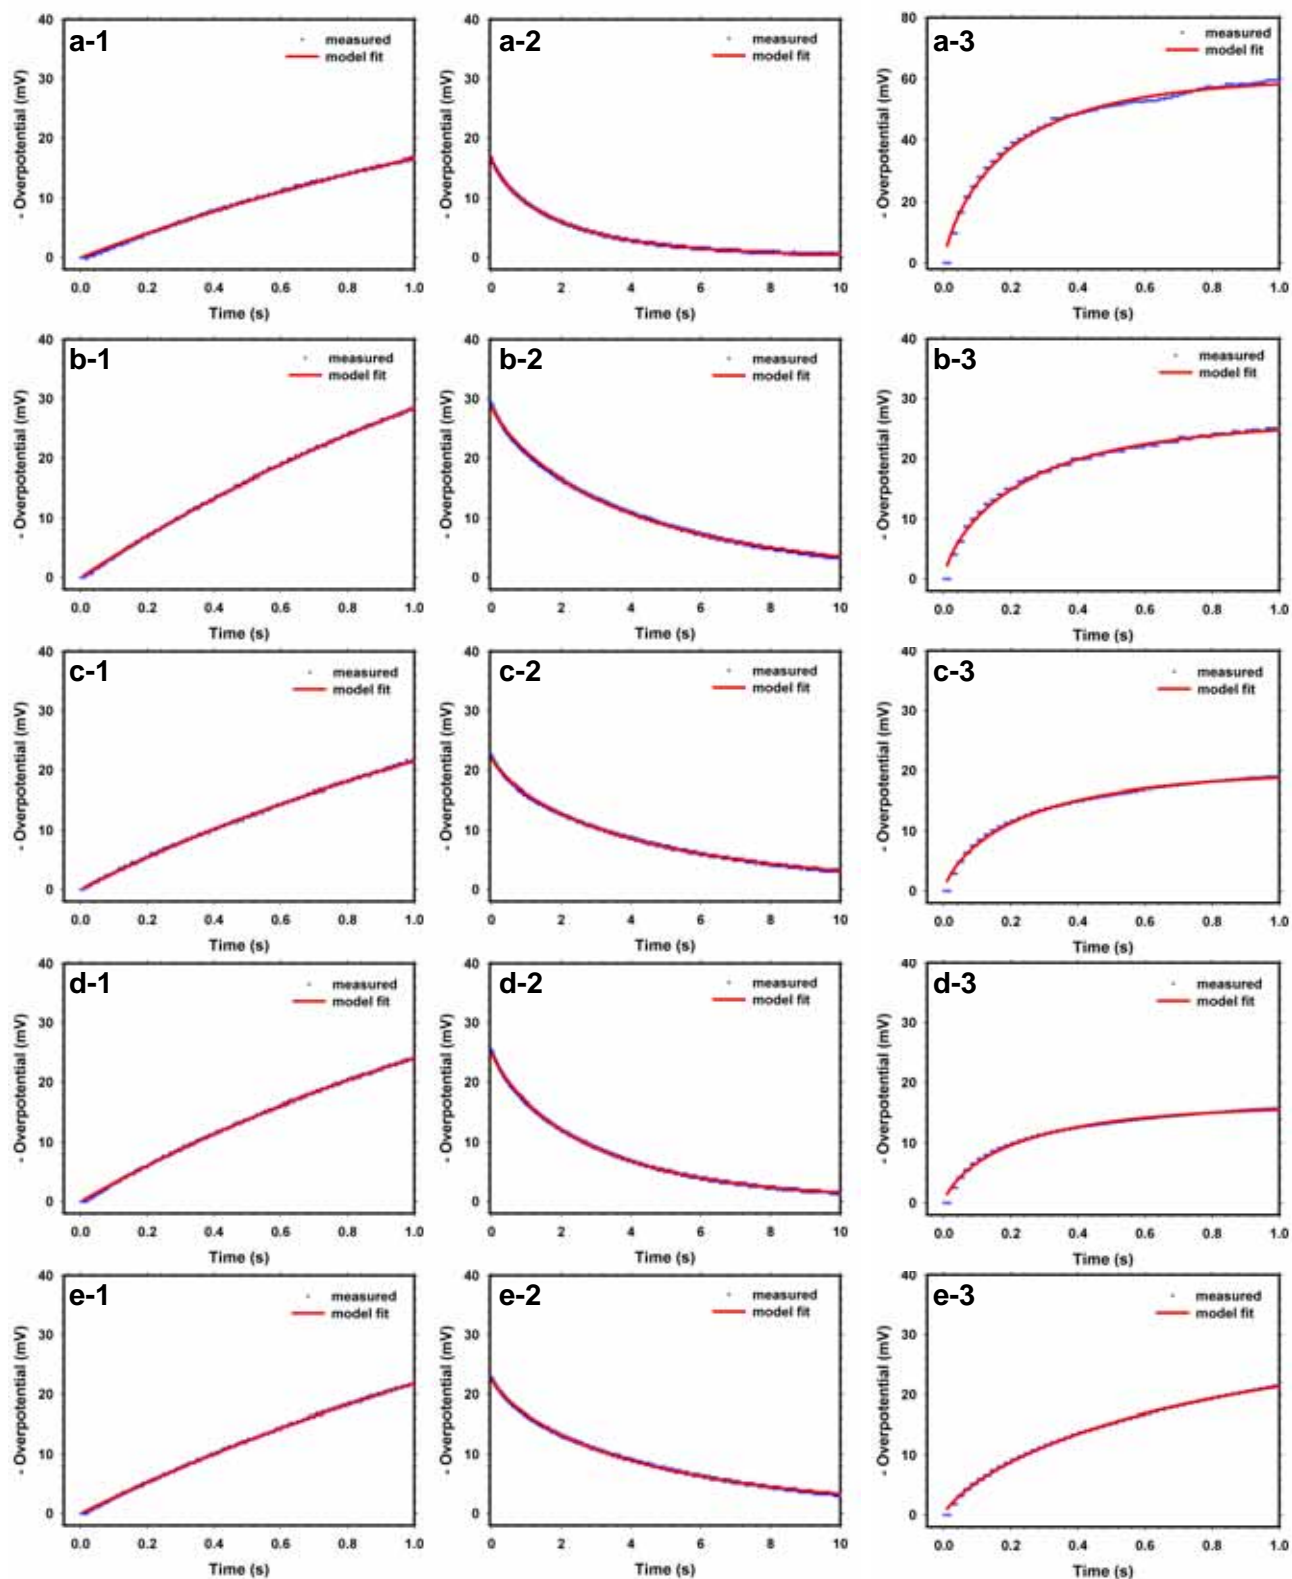 a-1
measured
model fit
- Overpotential (mV)
40
30
20
10
0
0.0 0.2 0.4 0.6 0.8 1.0
Time (s)
a-2
measured
model fit
- Overpotential (mV)
40
30
20
10
0
0 2 4 6 8 10
Time (s)
a-3
measured
model fit
- Overpotential (mV)
80
60
40
20
0
0.0 0.2 0.4 0.6 0.8 1.0
Time (s)
b-1
measured
model fit
- Overpotential (mV)
40
30
20
10
0
0.0 0.2 0.4 0.6 0.8 1.0
Time (s)
b-2
measured
model fit
- Overpotential (mV)
40
30
20
10
0
0 2 4 6 8 10
Time (s)
b-3
measured
model fit
- Overpotential (mV)
40
30
20
10
0
0.0 0.2 0.4 0.6 0.8 1.0
Time (s)
c-1
measured
model fit
- Overpotential (mV)
40
30
20
10
0
0.0 0.2 0.4 0.6 0.8 1.0
Time (s)
c-2
measured
model fit
- Overpotential (mV)
40
30
20
10
0
0 2 4 6 8 10
Time (s)
c-3
measured
model fit
- Overpotential (mV)
40
30
20
10
0
0.0 0.2 0.4 0.6 0.8 1.0
Time (s)
d-1
measured
model fit
- Overpotential (mV)
40
30
20
10
0
0.0 0.2 0.4 0.6 0.8 1.0
Time (s)
d-2
measured
model fit
- Overpotential (mV)
40
30
20
10
0
0 2 4 6 8 10
Time (s)
d-3
measured
model fit
- Overpotential (mV)
40
30
20
10
0
0.0 0.2 0.4 0.6 0.8 1.0
Time (s)
e-1
measured
model fit
- Overpotential (mV)
40
30
20
10
0
0.0 0.2 0.4 0.6 0.8 1.0
Time (s)
e-2
measured
model fit
- Overpotential (mV)
40
30
20
10
0
0 2 4 6 8 10
Time (s)
e-3
measured
model fit
- Overpotential (mV)
40
30
20
10
0
0.0 0.2 0.4 0.6 0.8 1.0
Time (s)